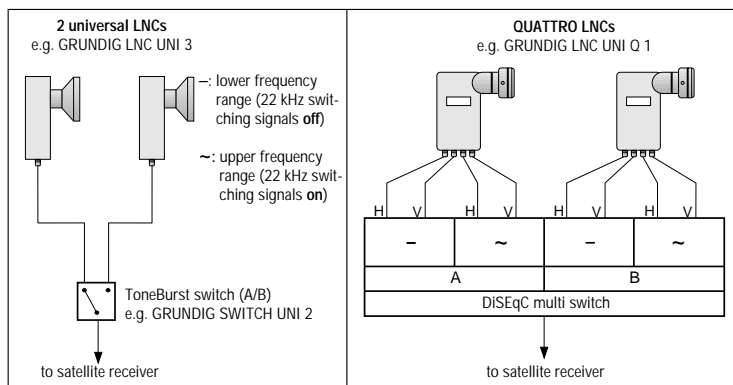 2 universal LNCs
e.g. GRUNDIG LNC UNI 3
–: lower frequency
range (22 kHz swit-
ching signals off)
~: upper frequency
range (22 kHz swit-
ching signals on)
ToneBurst switch (A/B)
e.g. GRUNDIG SWITCH UNI 2
to satellite receiver
QUATTRO LNCs
e.g. GRUNDIG LNC UNI Q 1
H V H V H V H V
– ~ – ~
A B
DiSEqC multi switch
to satellite receiver